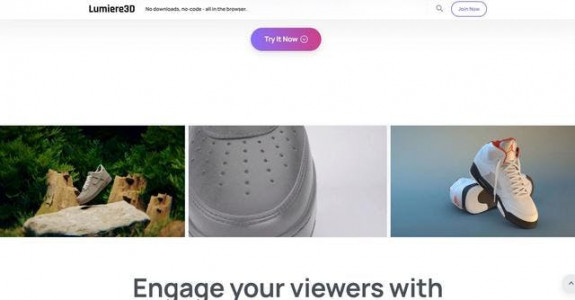 Lumiere3D No downloads, no-code - all in the browser. Join Now
Try It Now
Engage your viewers with